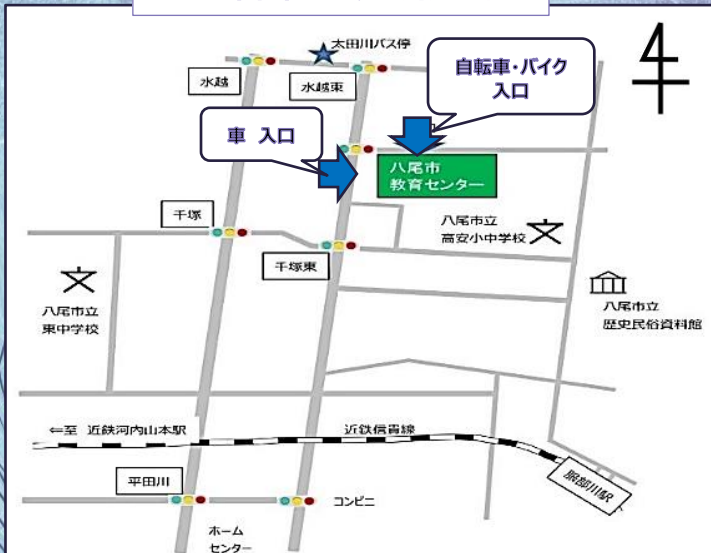 太田川バス停
水越
水越東
自転車・バイク
入口
車 入口
八尾市
教育センター
千塚
八尾市立
高安小中学校
千塚東
八尾市立
東中学校
八尾市立
歴史民俗資料館
⇐至 近鉄河内山本駅
近鉄信貴線
平田川
コンビニ
服部川駅
ホーム
センター